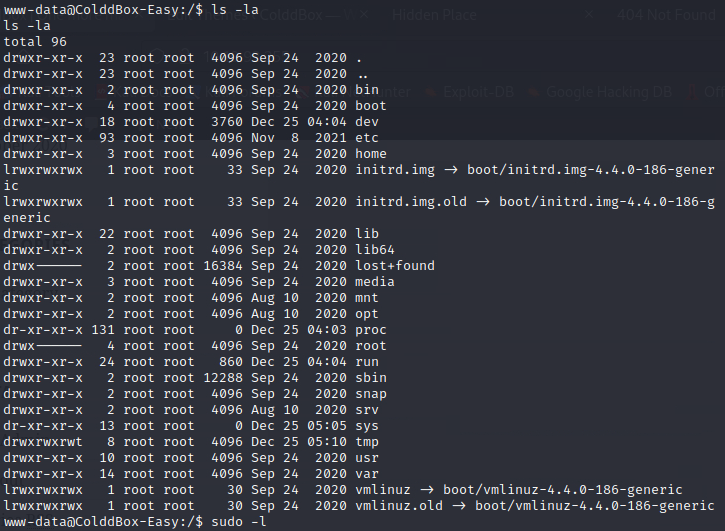 www-data@ColddBox-Easy:/$ ls -la
ls -la
total 96
drwxr-xr-x  23 root root  4096 Sep 24  2020 .
drwxr-xr-x  23 root root  4096 Sep 24  2020 ..
drwxr-xr-x   2 root root  4096 Sep 24  2020 bin
drwxr-xr-x   4 root root  4096 Sep 24  2020 boot
drwxr-xr-x  18 root root  3760 Dec 25 04:04 dev
drwxr-xr-x  93 root root  4096 Nov  8  2021 etc
drwxr-xr-x   3 root root  4096 Sep 24  2020 home
lrwxrwxrwx   1 root root    33 Sep 24  2020 initrd.img -> boot/initrd.img-4.4.0-186-gener
ic
lrwxrwxrwx   1 root root    33 Sep 24  2020 initrd.img.old -> boot/initrd.img-4.4.0-186-g
eneric
drwxr-xr-x  22 root root  4096 Sep 24  2020 lib
drwxr-xr-x   2 root root  4096 Sep 24  2020 lib64
drwx------   2 root root 16384 Sep 24  2020 lost+found
drwxr-xr-x   3 root root  4096 Sep 24  2020 media
drwxr-xr-x   2 root root  4096 Aug 10  2020 mnt
drwxr-xr-x   2 root root  4096 Aug 10  2020 opt
dr-xr-xr-x 131 root root     0 Dec 25 04:03 proc
drwx------   4 root root  4096 Sep 24  2020 root
drwxr-xr-x  24 root root   860 Dec 25 04:04 run
drwxr-xr-x   2 root root 12288 Sep 24  2020 sbin
drwxr-xr-x   2 root root  4096 Sep 24  2020 snap
drwxr-xr-x   2 root root  4096 Aug 10  2020 srv
dr-xr-xr-x  13 root root     0 Dec 25 05:05 sys
drwxrwxrwt   8 root root  4096 Dec 25 05:10 tmp
drwxr-xr-x  10 root root  4096 Sep 24  2020 usr
drwxr-xr-x  14 root root  4096 Sep 24  2020 var
lrwxrwxrwx   1 root root    30 Sep 24  2020 vmlinuz -> boot/vmlinuz-4.4.0-186-generic
lrwxrwxrwx   1 root root    30 Sep 24  2020 vmlinuz.old -> boot/vmlinuz-4.4.0-186-generic
www-data@ColddBox-Easy:/$ sudo -l
ColddBox
Hidden Place
404 Not Found
Exploit-DB
Google Hacking DB